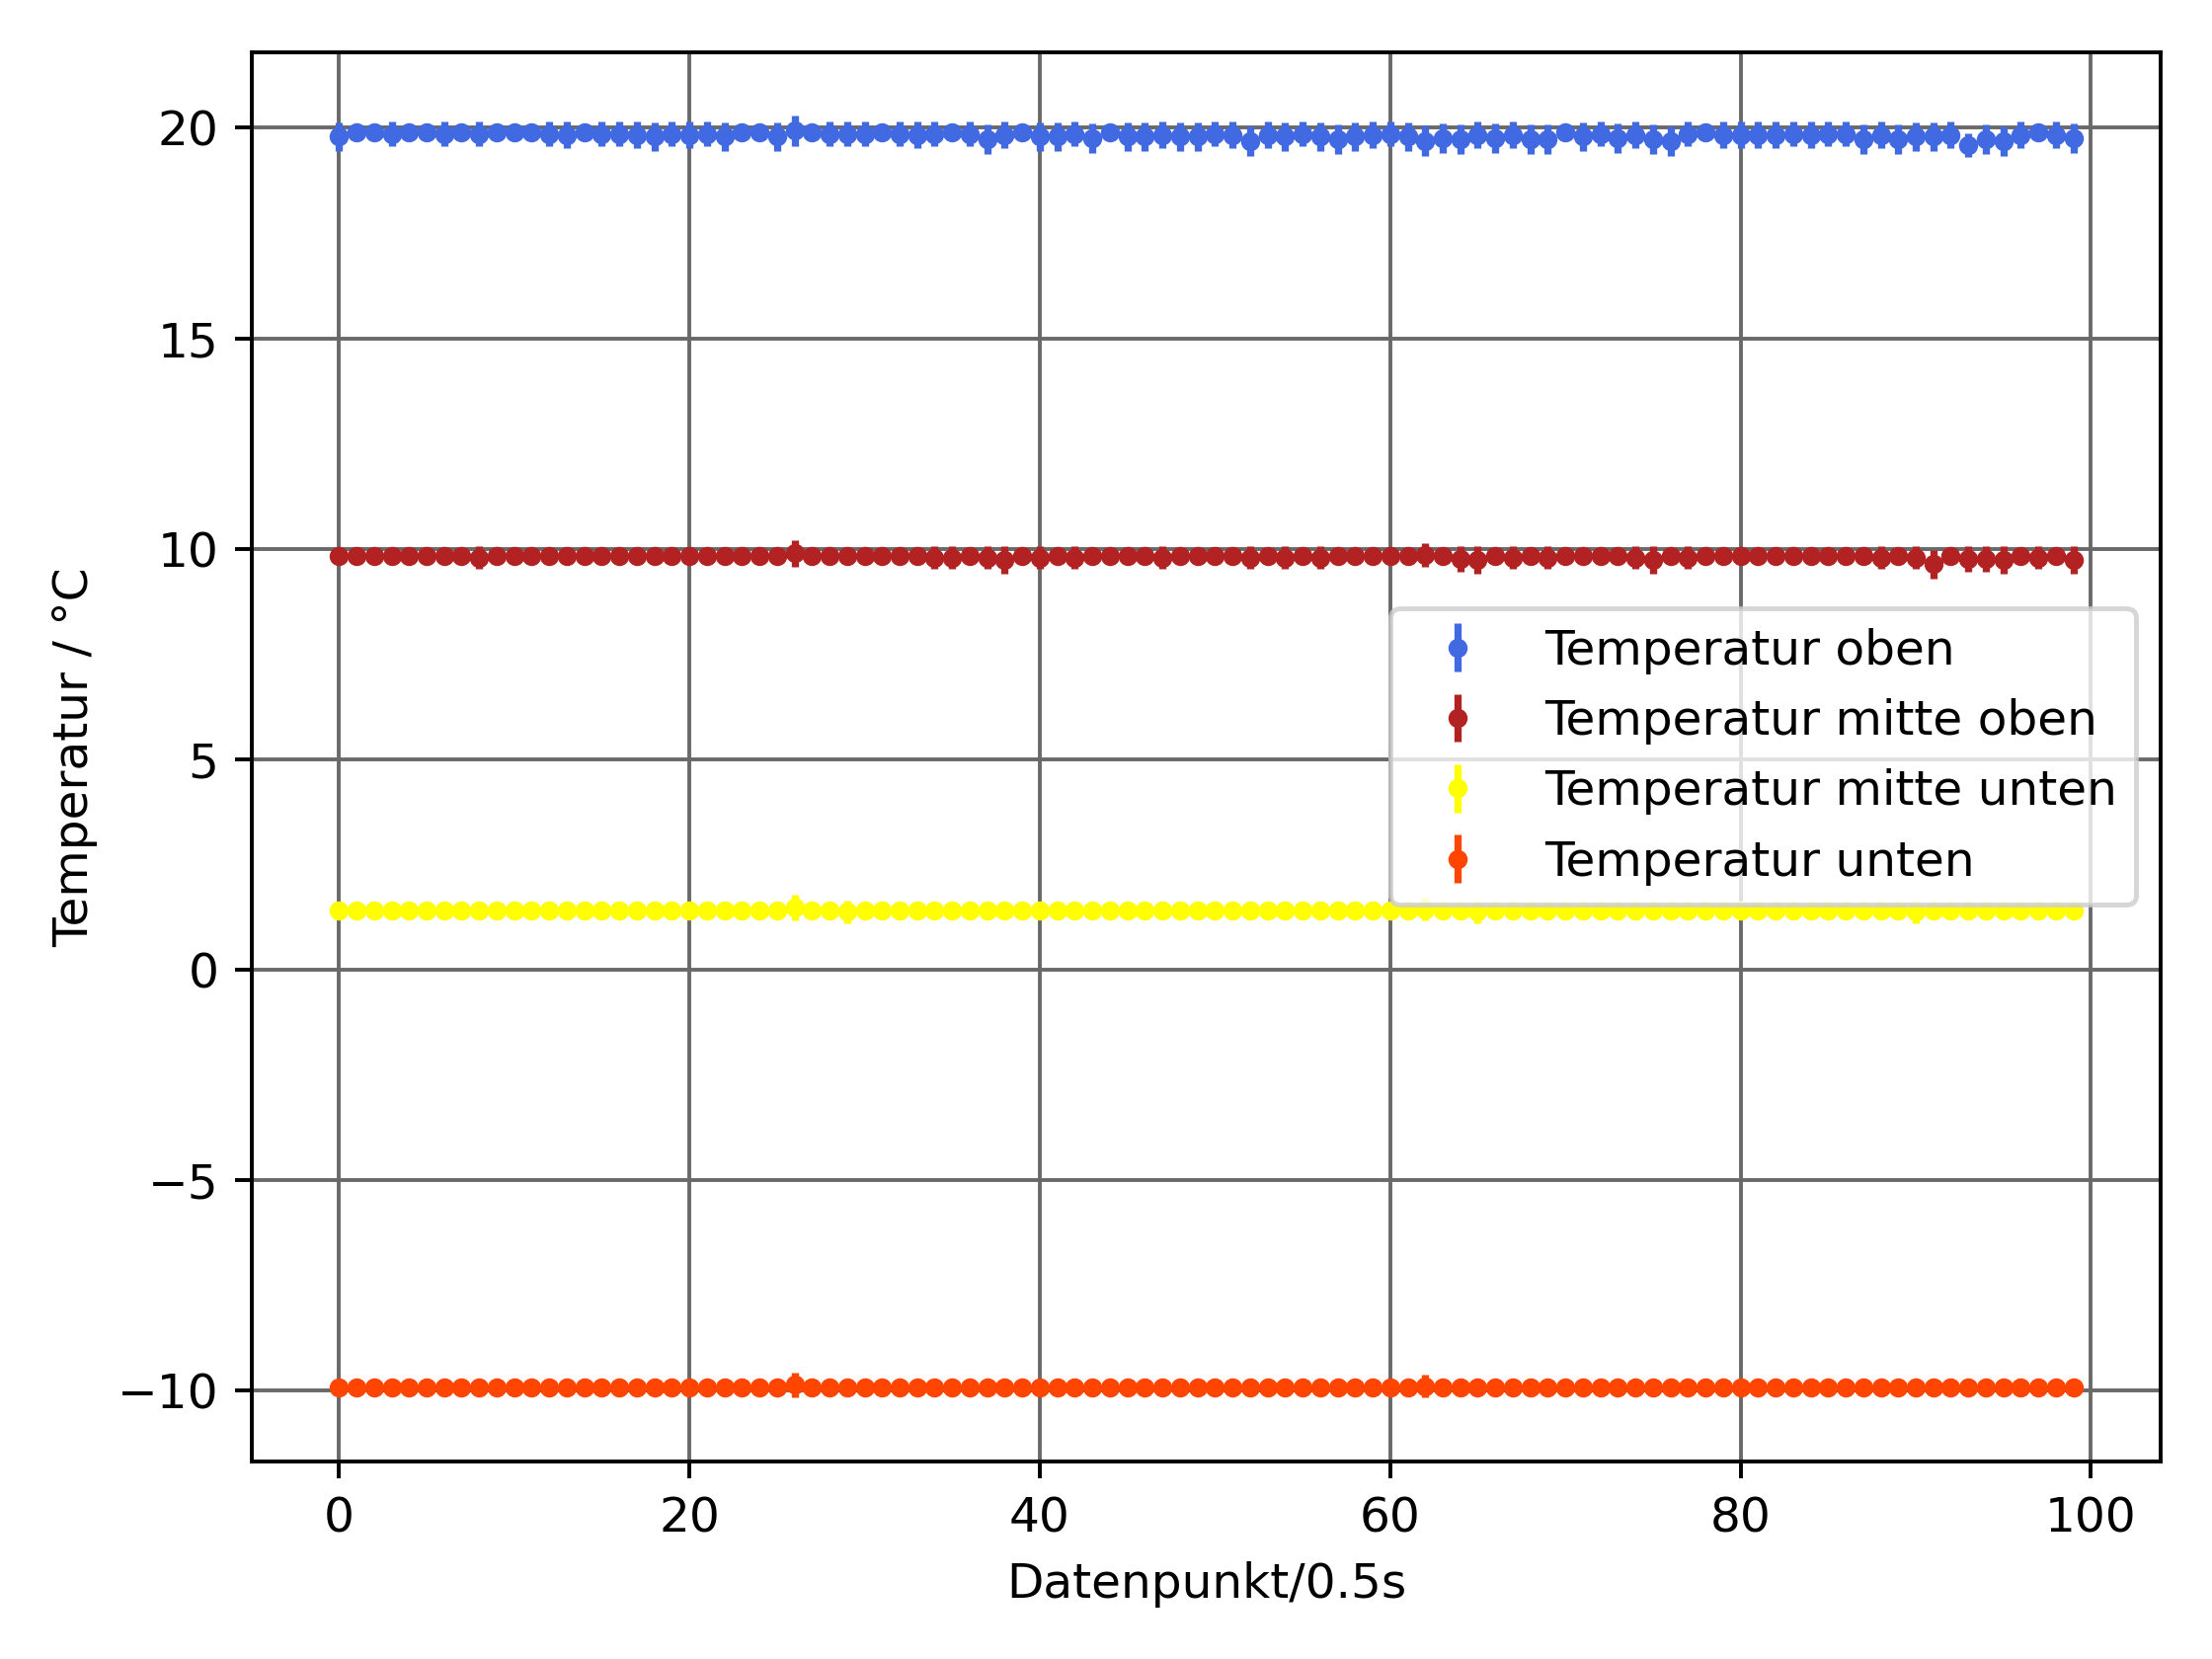 20
15
10
5
0
−5
−10
Temperatur / °C
Temperatur oben
Temperatur mitte oben
Temperatur mitte unten
Temperatur unten
0 20 40 60 80 100
Datenpunkt/0.5s